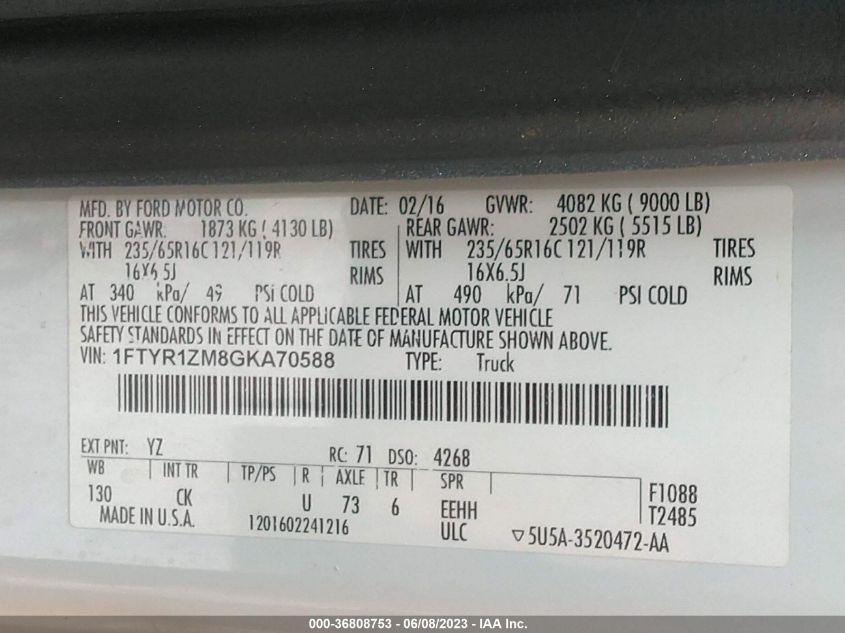 MFD. BY FORD MOTOR CO. DATE: 02/16 GVWR: 4082 KG ( 9000 LB)
FRONT GAWR: 1873 KG ( 4130 LB) REAR GAWR: 2502 KG ( 5515 LB)
WITH 235/65R16C 121/119R TIRES WITH 235/65R16C 121/119R TIRES
16X6.5J RIMS 16X6.5J RIMS
AT 340 kPa/ 49 PSi COLD AT 490 kPa/ 71 PSI COLD
THIS VEHICLE CONFORMS TO ALL APPLICABLE FEDERAL MOTOR VEHICLE
SAFETY STANDARDS IN EFFECT ON THE DATE OF MANUFACTURE SHOWN ABOVE.
VIN: 1FTYR1ZM8GKA70588 TYPE: Truck
EXT PNT: YZ RC: 71 DSO: 4268
WB INT TR TP/PS R AXLE TR SPR
130 CK U 73 6 EEHH F1088
MADE IN U.S.A. 1201602241216 ULC T2485
5U5A-3520472-AA
000-36808753 - 06/08/2023 - IAA Inc.